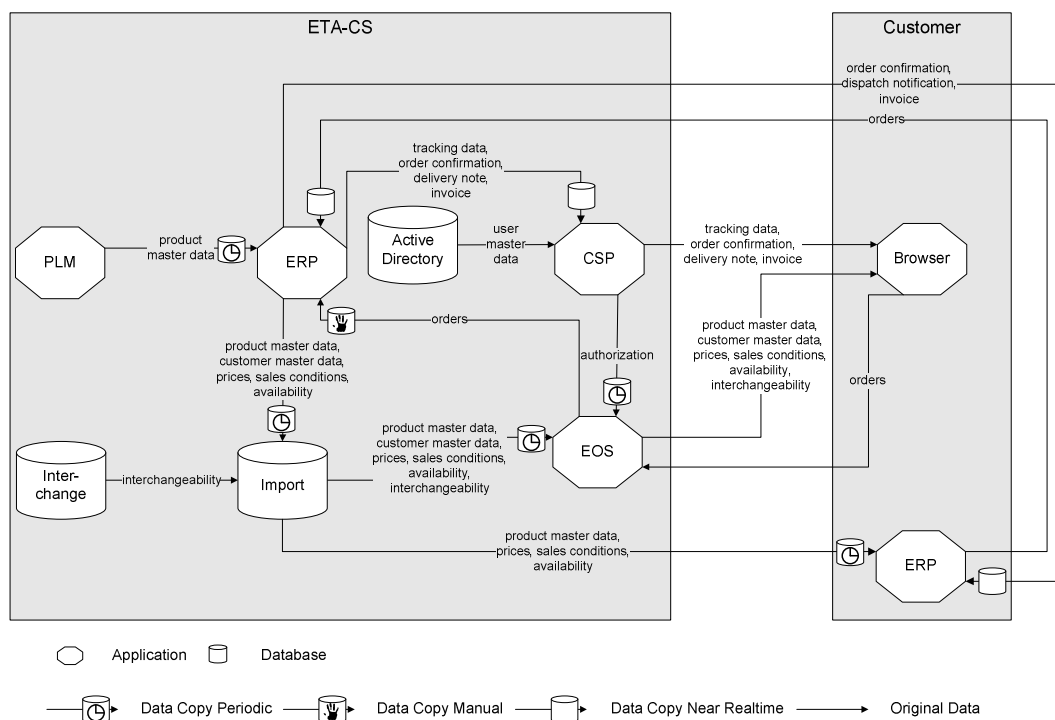 ETA-CS
Customer
order confirmation,
dispatch notification,
invoice
orders
tracking data,
order confirmation,
delivery note,
invoice
product
master data
PLM
ERP
Active
Directory
user
master
data
CSP
tracking data,
order confirmation,
delivery note, invoice
Browser
orders
product master data,
customer master data,
prices, sales conditions,
availability
authorization
product master data,
customer master data,
prices, sales conditions,
availability,
interchangeability
orders
Inter-
change
interchangeability
Import
product master data,
customer master data,
prices, sales conditions,
availability,
interchangeability
EOS
product master data,
prices, sales conditions,
availability
ERP
Application
Database
Data Copy Periodic
Data Copy Manual
Data Copy Near Realtime
Original Data